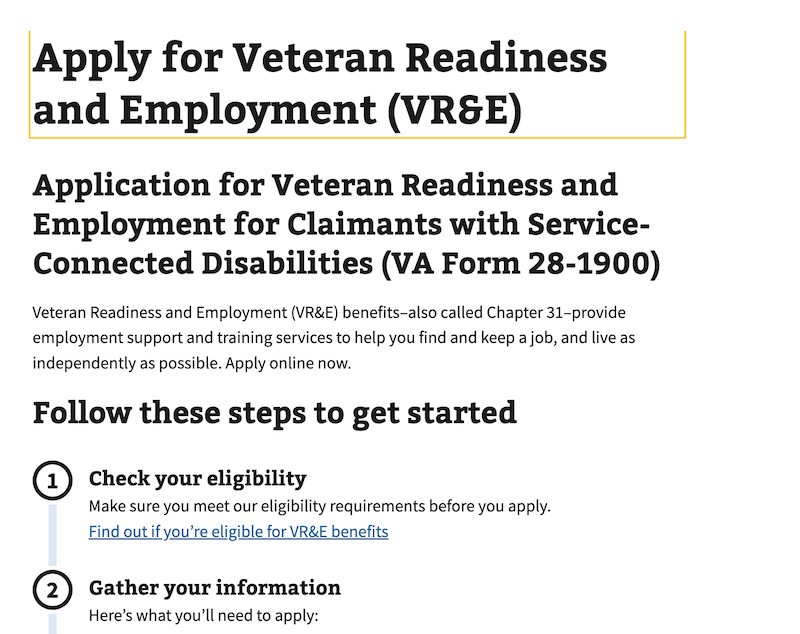 Apply for Veteran Readiness
and Employment (VR&E)
Application for Veteran Readiness and
Employment for Claimants with Service-
Connected Disabilities (VA Form 28-1900)
Veteran Readiness and Employment (VR&E) benefits–also called Chapter 31–provide
employment support and training services to help you find and keep a job, and live as
independently as possible. Apply online now.
Follow these steps to get started
1 Check your eligibility
Make sure you meet our eligibility requirements before you apply.
Find out if you’re eligible for VR&E benefits
2 Gather your information
Here’s what you’ll need to apply: